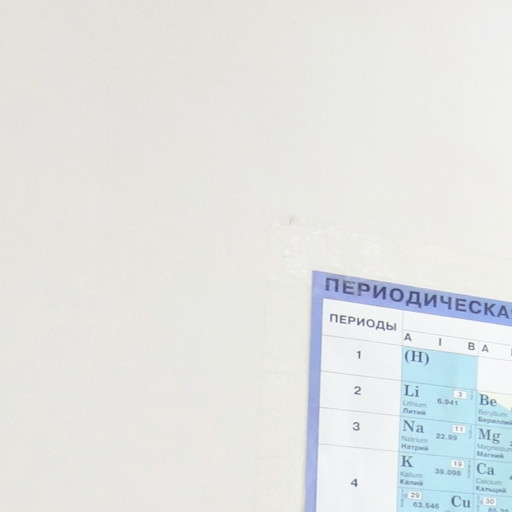 ПЕРИОДИЧЕСКА
ПЕРИОДЫ
А I В А
1 (H)
2 Li 3 6,941 Be
Lithium Beryllium
Литий Бериллий
3 Na 11 22.99 Mg
Natrium Magnesium
Натрий Магний
4 K 19 39.098 Ca
Kalium Calcium
Калий Кальций
29 63.546 Cu 30